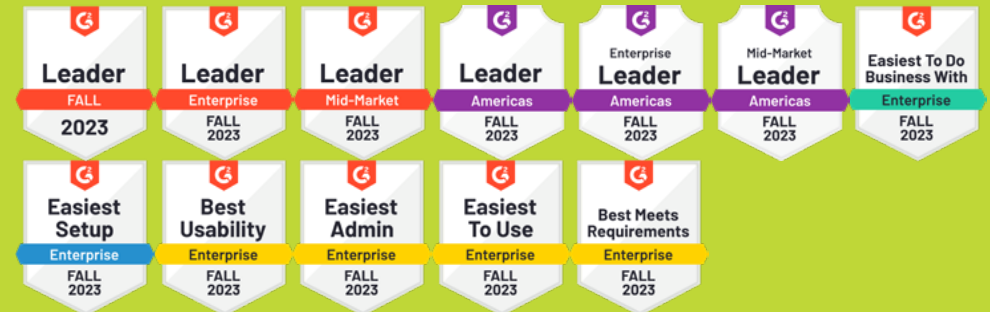 Leader
FALL
2023
Leader
Enterprise
FALL
2023
Leader
Mid-Market
FALL
2023
Leader
Americas
FALL
2023
Enterprise
Leader
Americas
FALL
2023
Mid-Market
Leader
Americas
FALL
2023
Easiest To Do
Business With
Enterprise
FALL
2023
Easiest
Setup
Enterprise
FALL
2023
Best
Usability
Enterprise
FALL
2023
Easiest
Admin
Enterprise
FALL
2023
Easiest
To Use
Enterprise
FALL
2023
Best Meets
Requirements
Enterprise
FALL
2023